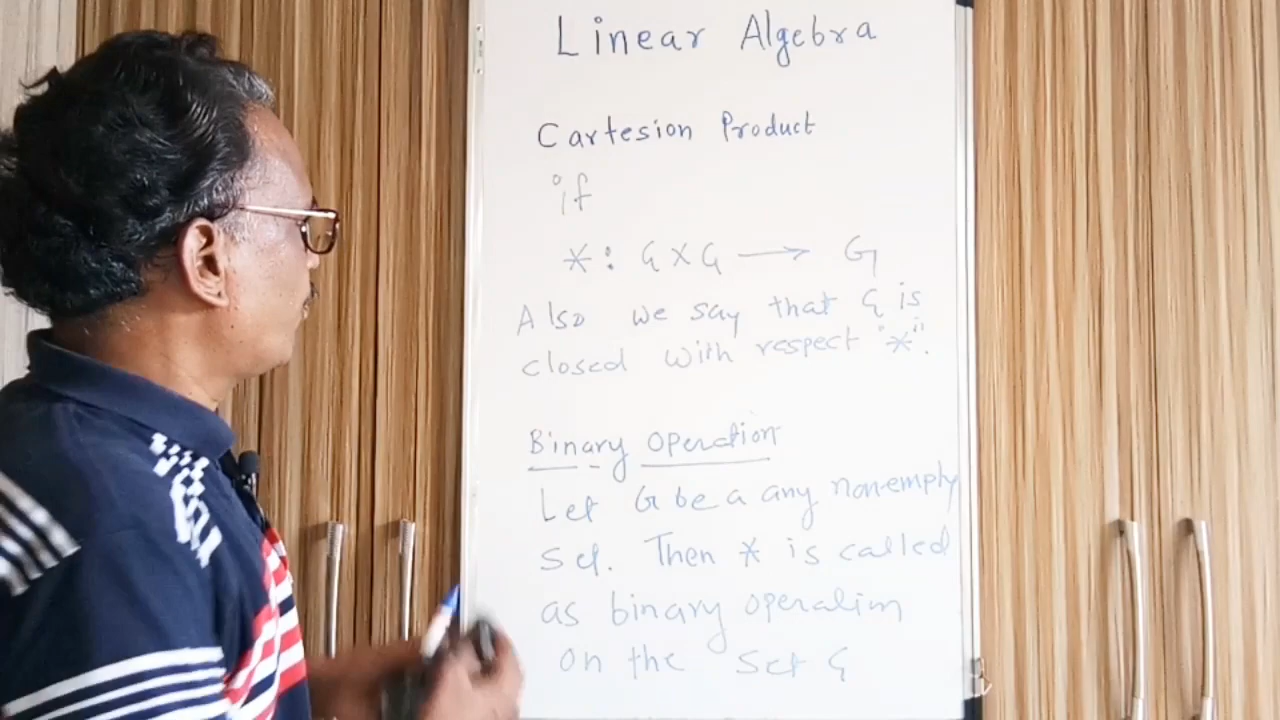 Linear Algebra
Cartesion Product
if
*: G X G → G
Also we say that G is
closed with respect "*".
Binary Operation
Let G be a any non-empty
Set. Then * is called
as binary operation
on the set G